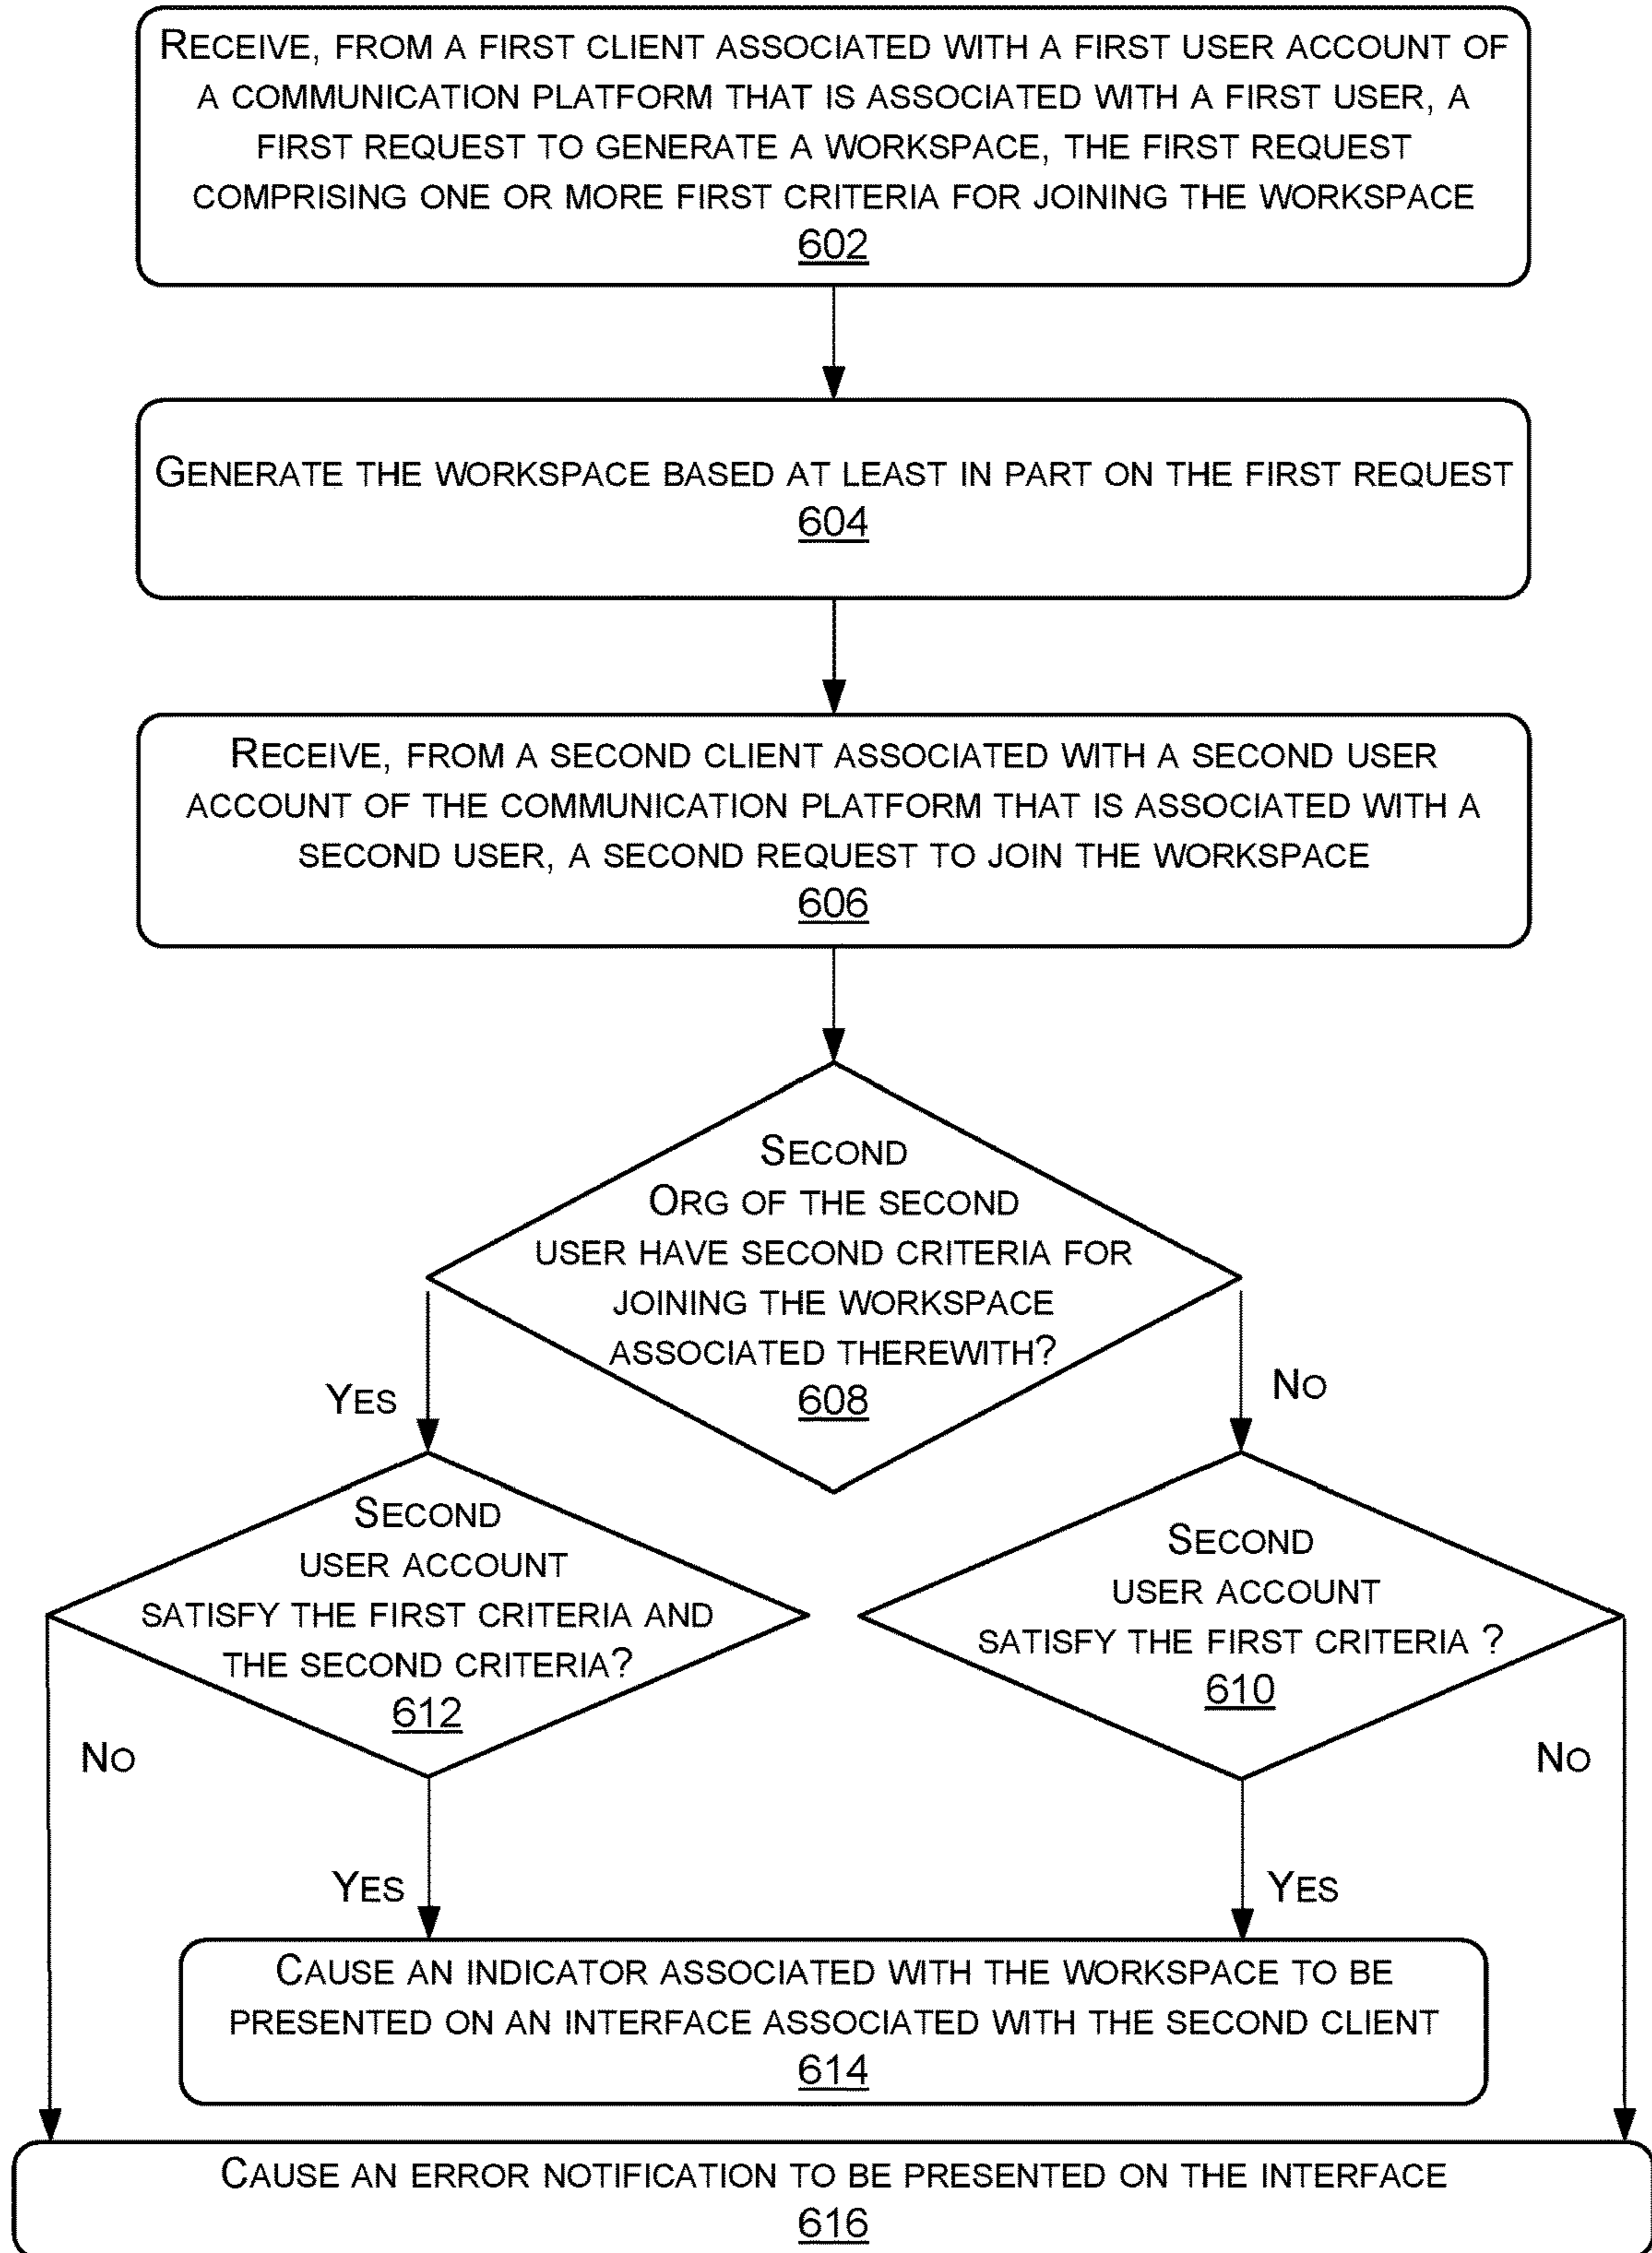 RECEIVE, FROM A FIRST CLIENT ASSOCIATED WITH A FIRST USER ACCOUNT OF
A COMMUNICATION PLATFORM THAT IS ASSOCIATED WITH A FIRST USER, A
FIRST REQUEST TO GENERATE A WORKSPACE, THE FIRST REQUEST
COMPRISING ONE OR MORE FIRST CRITERIA FOR JOINING THE WORKSPACE
602
GENERATE THE WORKSPACE BASED AT LEAST IN PART ON THE FIRST REQUEST
604
RECEIVE, FROM A SECOND CLIENT ASSOCIATED WITH A SECOND USER
ACCOUNT OF THE COMMUNICATION PLATFORM THAT IS ASSOCIATED WITH A
SECOND USER, A SECOND REQUEST TO JOIN THE WORKSPACE
606
SECOND
ORG OF THE SECOND
USER HAVE SECOND CRITERIA FOR
JOINING THE WORKSPACE
ASSOCIATED THEREWITH?
608
YES
NO
SECOND
USER ACCOUNT
SATISFY THE FIRST CRITERIA AND
THE SECOND CRITERIA?
612
SECOND
USER ACCOUNT
SATISFY THE FIRST CRITERIA ?
610
NO
NO
YES
YES
CAUSE AN INDICATOR ASSOCIATED WITH THE WORKSPACE TO BE
PRESENTED ON AN INTERFACE ASSOCIATED WITH THE SECOND CLIENT
614
CAUSE AN ERROR NOTIFICATION TO BE PRESENTED ON THE INTERFACE
616